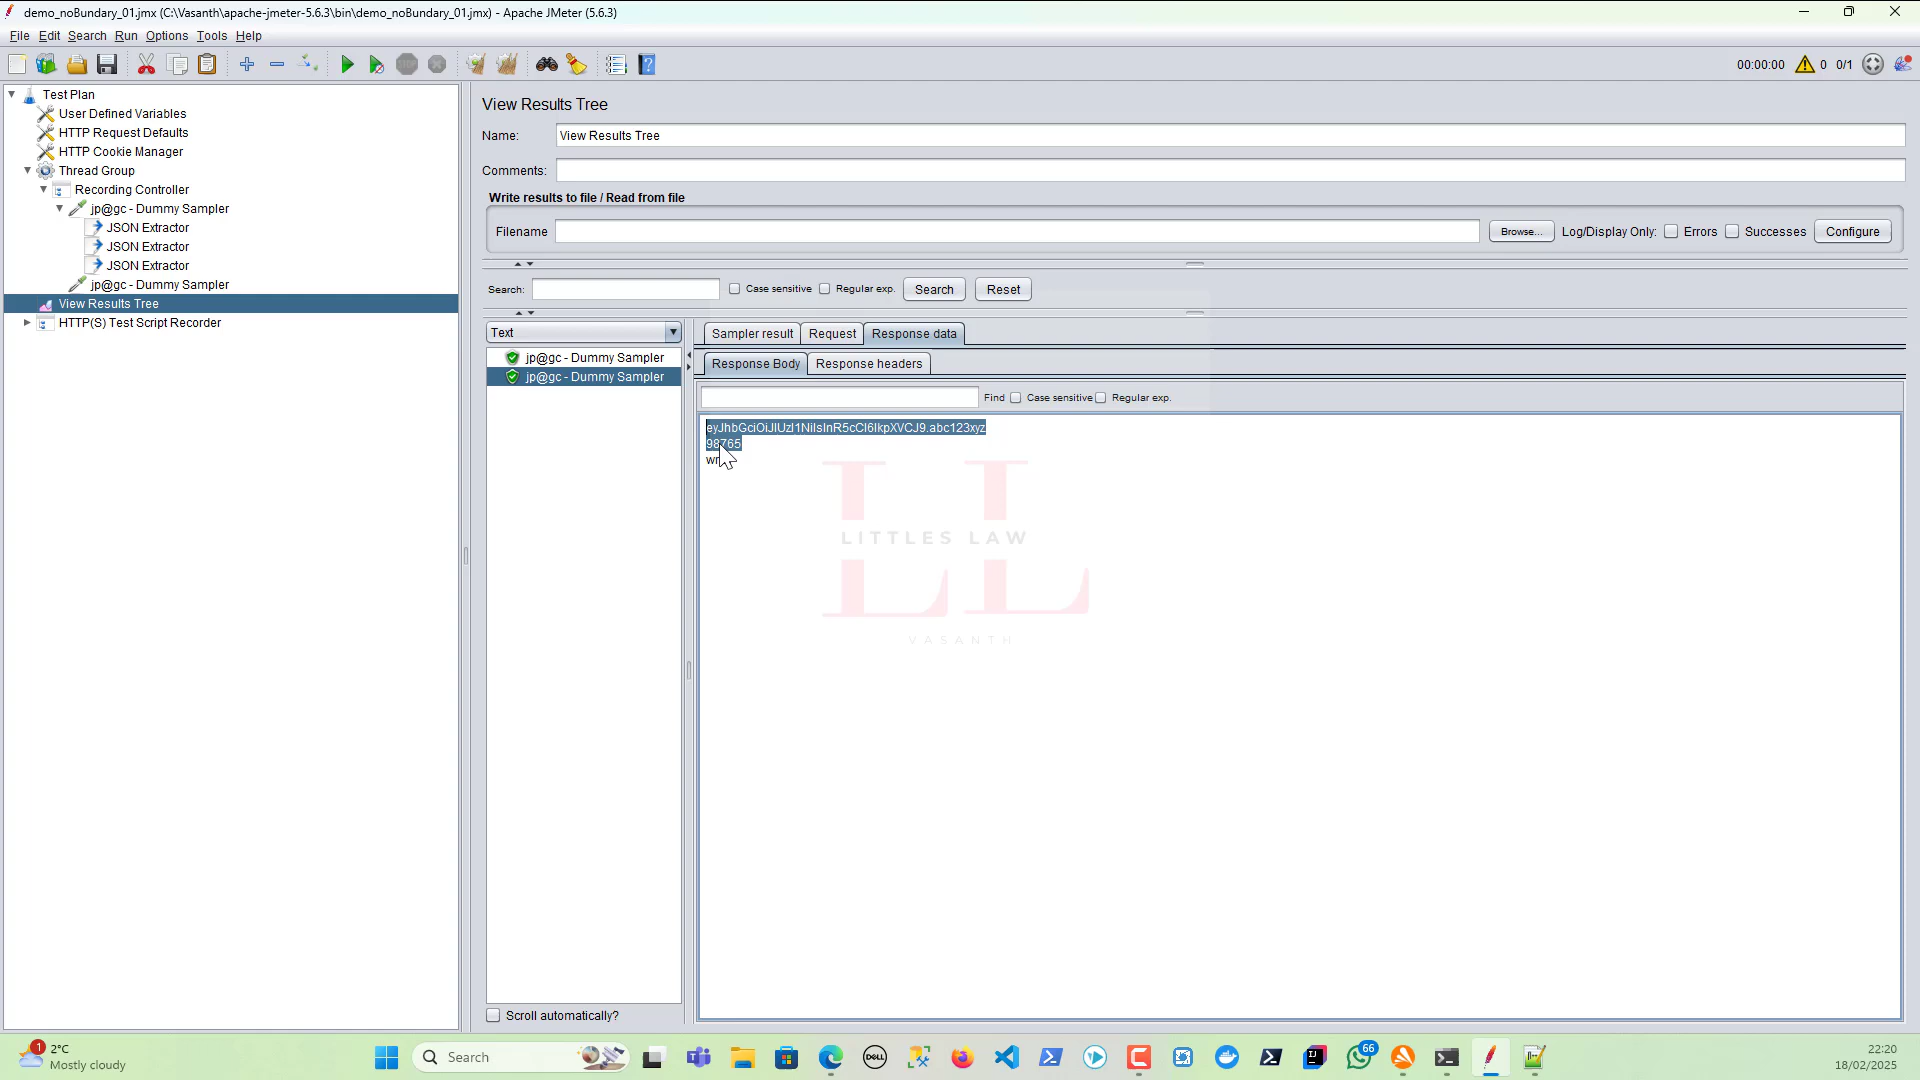 demo_noBundary_01.jmx (C:\Vasanth\apache-jmeter-5.6.3\bin\demo_noBundary_01.jmx) - Apache JMeter (5.6.3)
File Edit Search Run Options Tools Help
00:00:00 0 0/1
Test Plan
User Defined Variables
HTTP Request Defaults
HTTP Cookie Manager
Thread Group
Recording Controller
jp@gc - Dummy Sampler
JSON Extractor
JSON Extractor
JSON Extractor
jp@gc - Dummy Sampler
View Results Tree
HTTP(S) Test Script Recorder
View Results Tree
Name: View Results Tree
Comments:
Write results to file / Read from file
Filename Browse... Log/Display Only: Errors Successes Configure
Search: Case sensitive Regular exp. Search Reset
Text
jp@gc - Dummy Sampler
jp@gc - Dummy Sampler
Scroll automatically?
Sampler result Request Response data
Response Body Response headers
Find Case sensitive Regular exp.
eyJhbGciOiJIUzI1NiIsInR5cCI6IkpXVCJ9.abc123xyz
98765
LITTLES LAW
VASANTH
1 2°C
Mostly cloudy
Search
DELL
66
22:20
18/02/2025